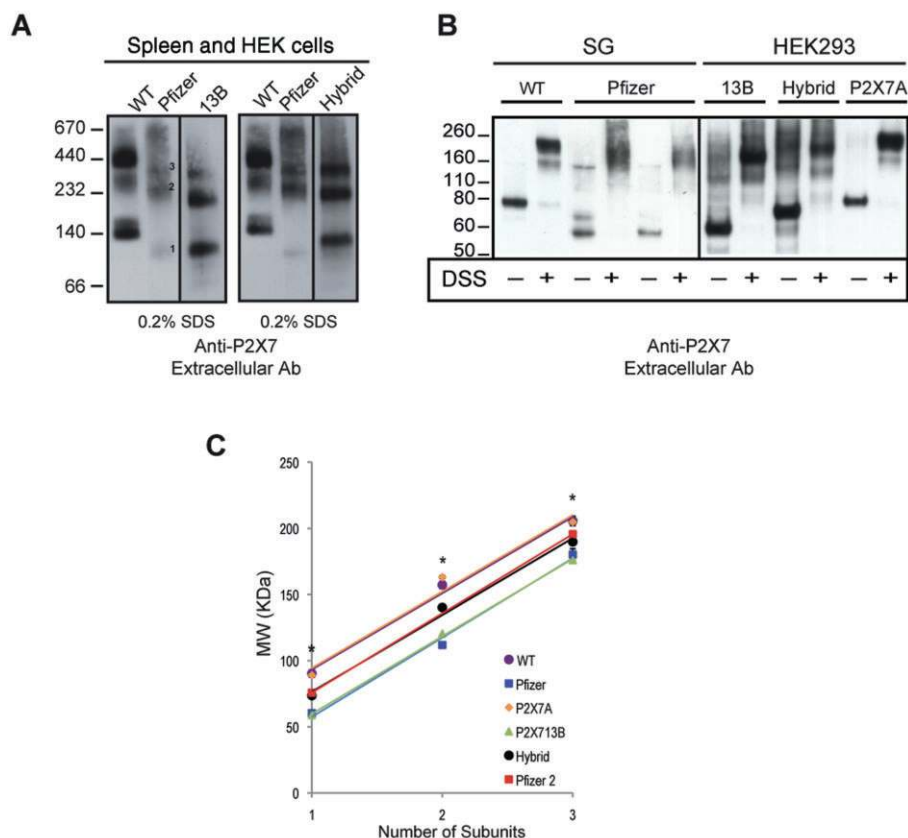 A
Spleen and HEK cells
WT Pfizer 13B WT Pfizer Hybrid
670
440
232
140
66
3
2
1
0.2% SDS 0.2% SDS
Anti-P2X7
Extracellular Ab
B
SG HEK293
WT Pfizer 13B Hybrid P2X7A
260
160
110
80
60
50
DSS − + − + − + − + − + − +
Anti-P2X7
Extracellular Ab
C
MW (KDa)
250
200
150
100
50
0
* * *
WT
Pfizer
P2X7A
P2X713B
Hybrid
Pfizer 2
1 2 3
Number of Subunits